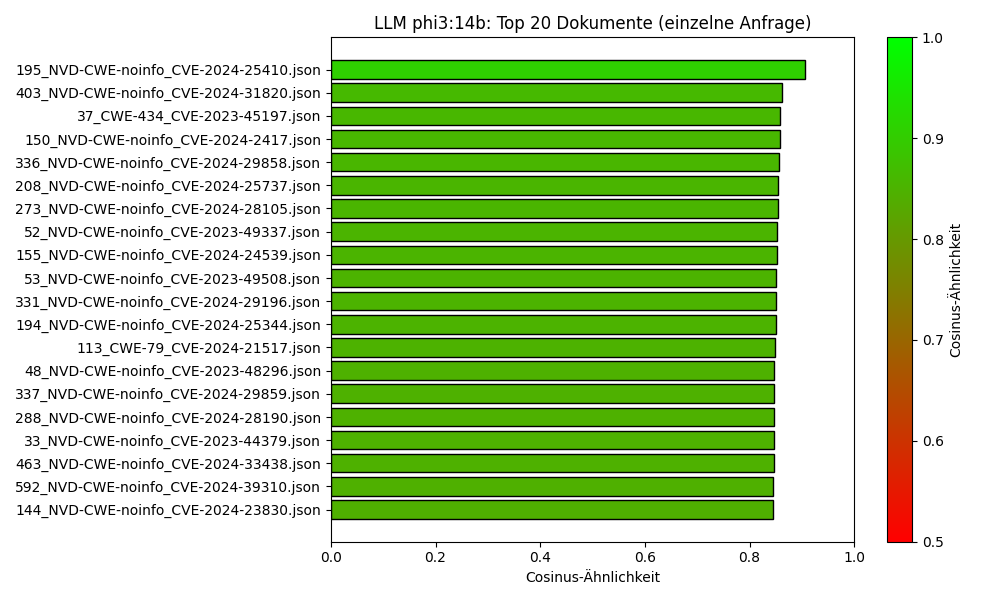 LLM phi3:14b: Top 20 Dokumente (einzelne Anfrage)
195_NVD-CWE-noinfo_CVE-2024-25410.json
403_NVD-CWE-noinfo_CVE-2024-31820.json
37_CWE-434_CVE-2023-45197.json
150_NVD-CWE-noinfo_CVE-2024-2417.json
336_NVD-CWE-noinfo_CVE-2024-29858.json
208_NVD-CWE-noinfo_CVE-2024-25737.json
273_NVD-CWE-noinfo_CVE-2024-28105.json
52_NVD-CWE-noinfo_CVE-2023-49337.json
155_NVD-CWE-noinfo_CVE-2024-24539.json
53_NVD-CWE-noinfo_CVE-2023-49508.json
331_NVD-CWE-noinfo_CVE-2024-29196.json
194_NVD-CWE-noinfo_CVE-2024-25344.json
113_CWE-79_CVE-2024-21517.json
48_NVD-CWE-noinfo_CVE-2023-48296.json
337_NVD-CWE-noinfo_CVE-2024-29859.json
288_NVD-CWE-noinfo_CVE-2024-28190.json
33_NVD-CWE-noinfo_CVE-2023-44379.json
463_NVD-CWE-noinfo_CVE-2024-33438.json
592_NVD-CWE-noinfo_CVE-2024-39310.json
144_NVD-CWE-noinfo_CVE-2024-23830.json
0.0 0.2 0.4 0.6 0.8 1.0
Cosinus-Ähnlichkeit
1.0
0.9
0.8
0.7
0.6
0.5
Cosinus-Ähnlichkeit